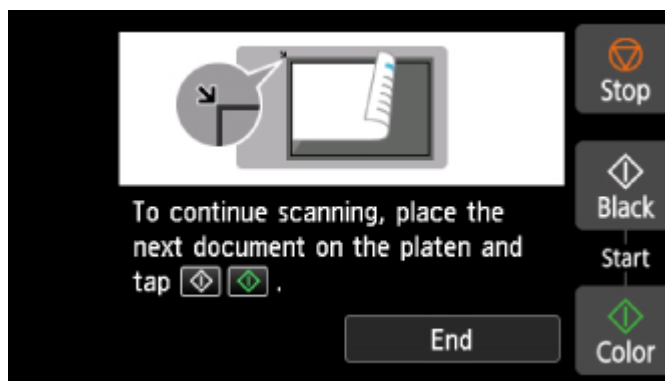 To continue scanning, place the
next document on the platen and
tap .
End
Stop
Black
Start
Color